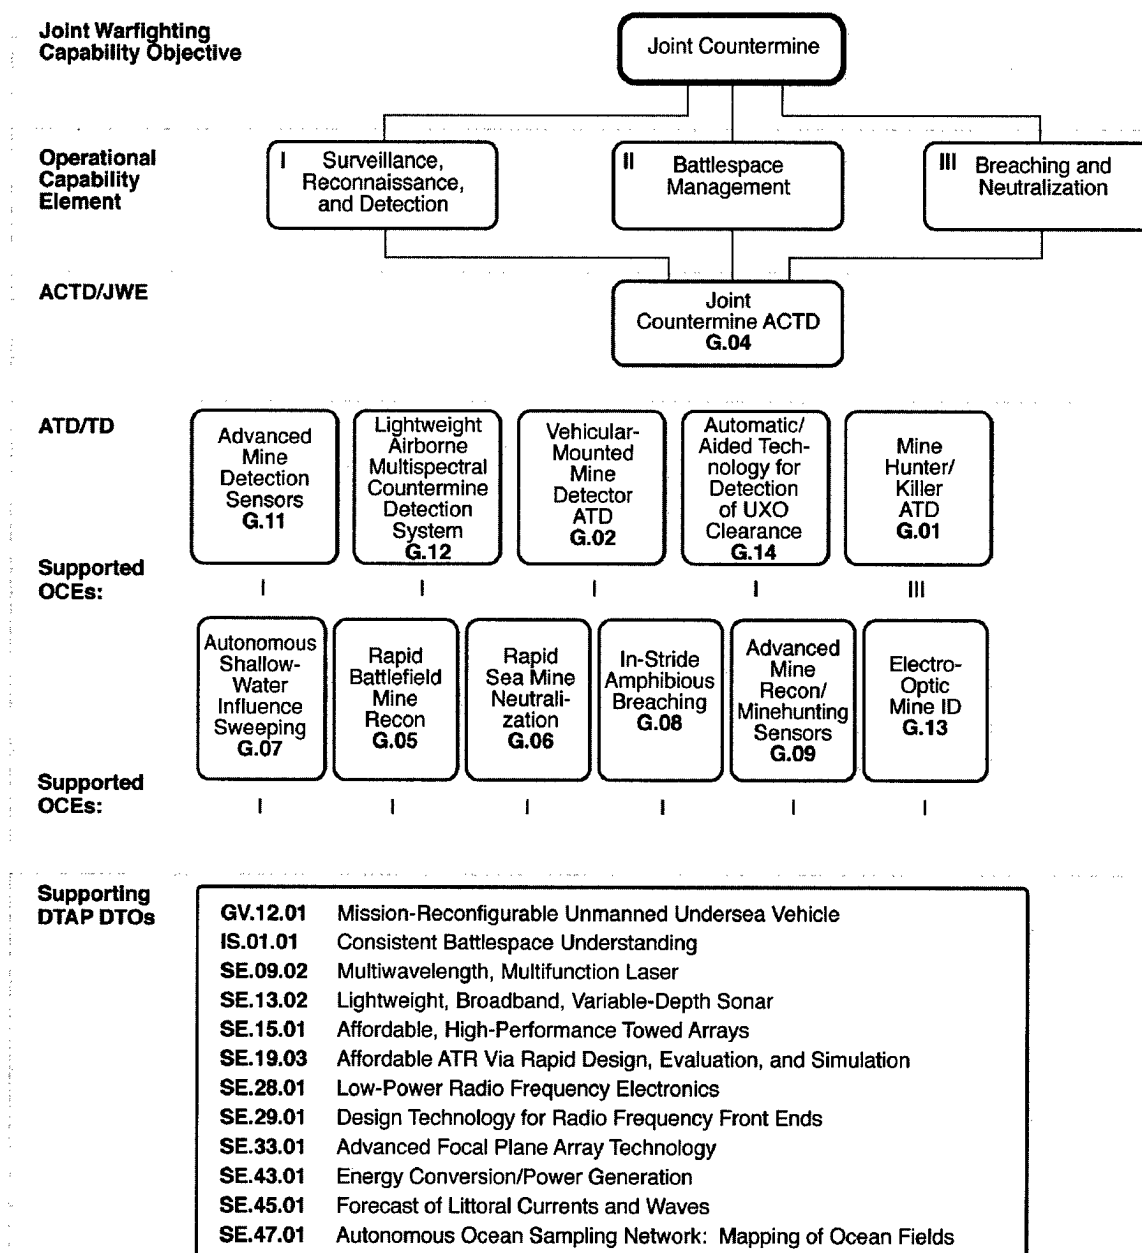 Joint Warfighting
Capability Objective
Joint Countermine
Operational
Capability
Element
I Surveillance,
Reconnaissance,
and Detection
II Battlespace
Management
III Breaching and
Neutralization
ACTD/JWE
Joint
Countermine ACTD
G.04
ATD/TD
Advanced
Mine
Detection
Sensors
G.11
Lightweight
Airborne
Multispectral
Countermine
Detection
System
G.12
Vehicular-
Mounted
Mine
Detector
ATD
G.02
Automatic/
Aided Tech-
nology for
Detection
of UXO
Clearance
G.14
Mine
Hunter/
Killer
ATD
G.01
Supported
OCEs:
I I I I III
Autonomous
Shallow-
Water
Influence
Sweeping
G.07
Rapid
Battlefield
Mine
Recon
G.05
Rapid
Sea Mine
Neutrali-
zation
G.06
In-Stride
Amphibious
Breaching
G.08
Advanced
Mine
Recon/
Minehunting
Sensors
G.09
Electro-
Optic
Mine ID
G.13
Supported
OCEs:
I I I I I I
Supporting
DTAP DTOs
GV.12.01 Mission-Reconfigurable Unmanned Undersea Vehicle
IS.01.01 Consistent Battlespace Understanding
SE.09.02 Multiwavelength, Multifunction Laser
SE.13.02 Lightweight, Broadband, Variable-Depth Sonar
SE.15.01 Affordable, High-Performance Towed Arrays
SE.19.03 Affordable ATR Via Rapid Design, Evaluation, and Simulation
SE.28.01 Low-Power Radio Frequency Electronics
SE.29.01 Design Technology for Radio Frequency Front Ends
SE.33.01 Advanced Focal Plane Array Technology
SE.43.01 Energy Conversion/Power Generation
SE.45.01 Forecast of Littoral Currents and Waves
SE.47.01 Autonomous Ocean Sampling Network: Mapping of Ocean Fields